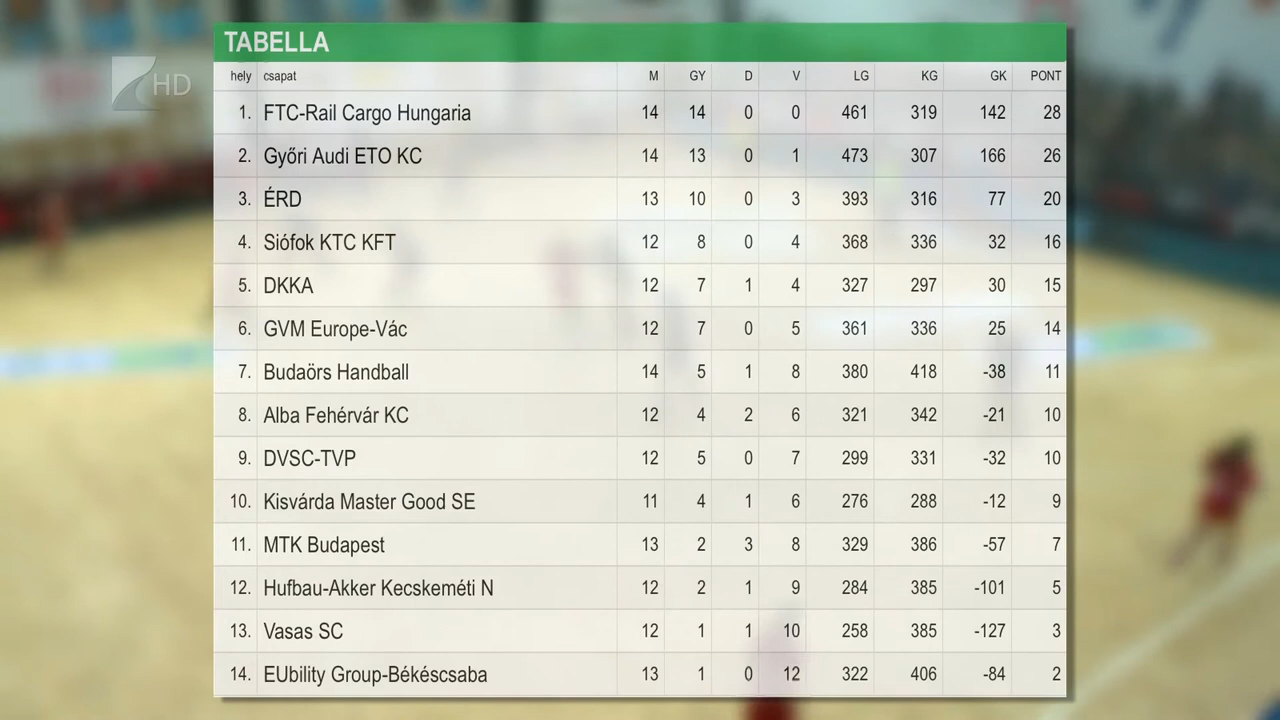 TABELLA
HD
hely csapat M GY D V LG KG GK PONT
1. FTC-Rail Cargo Hungaria 14 14 0 0 461 319 142 28
2. Győri Audi ETO KC 14 13 0 1 473 307 166 26
3. ÉRD 13 10 0 3 393 316 77 20
4. Siófok KTC KFT 12 8 0 4 368 336 32 16
5. DKKA 12 7 1 4 327 297 30 15
6. GVM Europe-Vác 12 7 0 5 361 336 25 14
7. Budaörs Handball 14 5 1 8 380 418 -38 11
8. Alba Fehérvár KC 12 4 2 6 321 342 -21 10
9. DVSC-TVP 12 5 0 7 299 331 -32 10
10. Kisvárda Master Good SE 11 4 1 6 276 288 -12 9
11. MTK Budapest 13 2 3 8 329 386 -57 7
12. Hufbau-Akker Kecskeméti N 12 2 1 9 284 385 -101 5
13. Vasas SC 12 1 1 10 258 385 -127 3
14. EUbility Group-Békéscsaba 13 1 0 12 322 406 -84 2